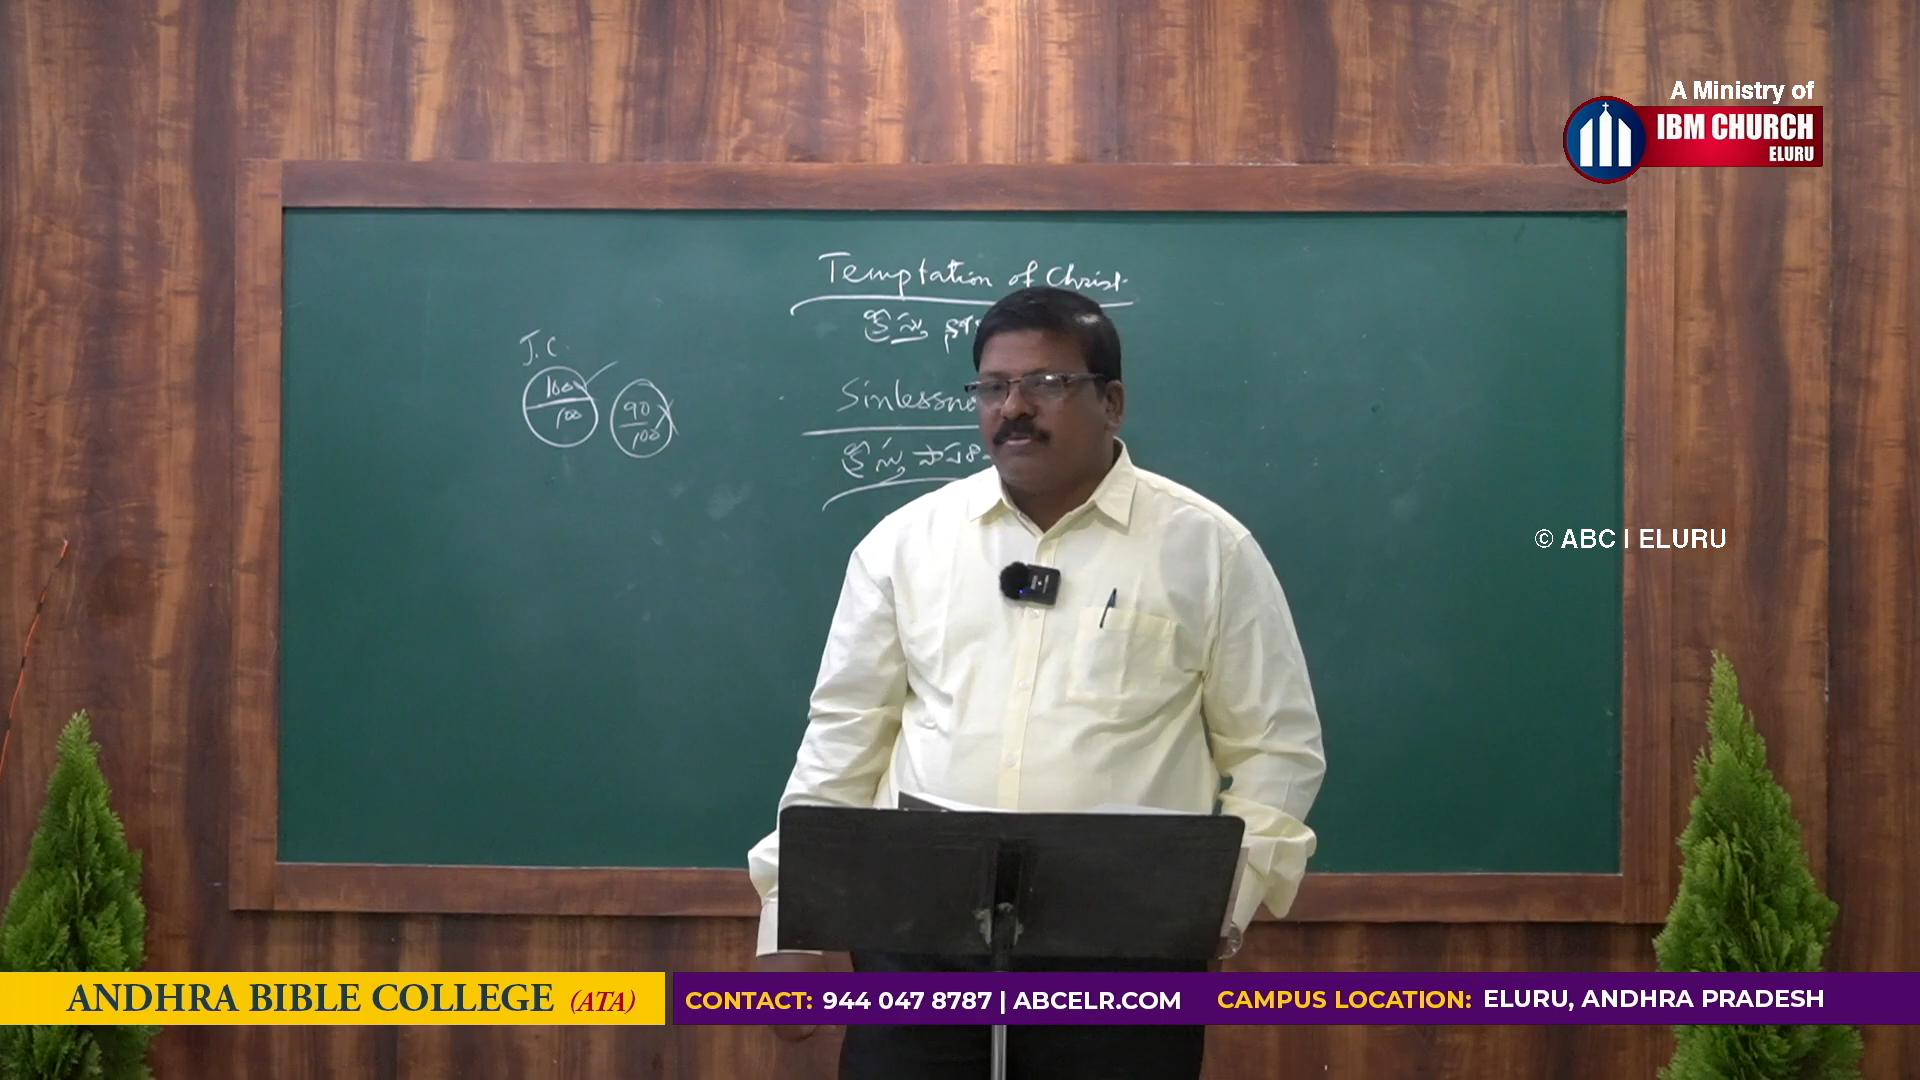 A Ministry of
IBM CHURCH
ELURU
Temptation of Christ
క్రీస్తు
J.C.
100
100
90
100
క్రీస్తు
© ABC I ELURU
ANDHRA BIBLE COLLEGE (ATA)
CONTACT: 944 047 8787 | ABCELR.COM
CAMPUS LOCATION: ELURU, ANDHRA PRADESH